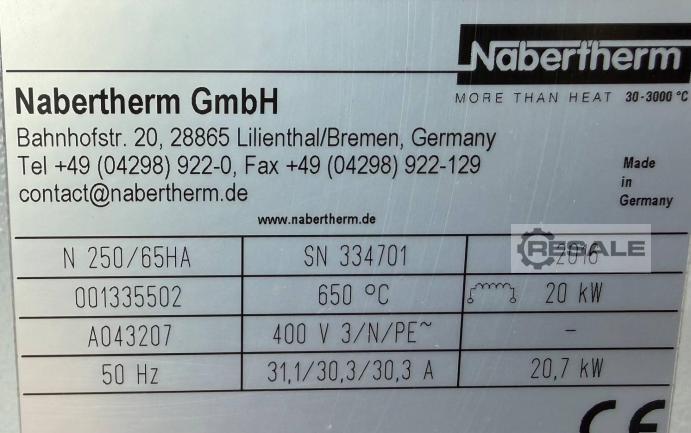 Nabertherm
MORE THAN HEAT 30-3000 °C
Nabertherm GmbH
Bahnhofstr. 20, 28865 Lilienthal/Bremen, Germany
Tel +49 (04298) 922-0, Fax +49 (04298) 922-129
contact@nabertherm.de
Made
in
Germany
www.nabertherm.de
N 250/65HA SN 334701 2016
RESALE
001335502 650 °C 20 kW
A043207 400 V 3/N/PE~ -
50 Hz 31,1/30,3/30,3 A 20,7 kW
CE